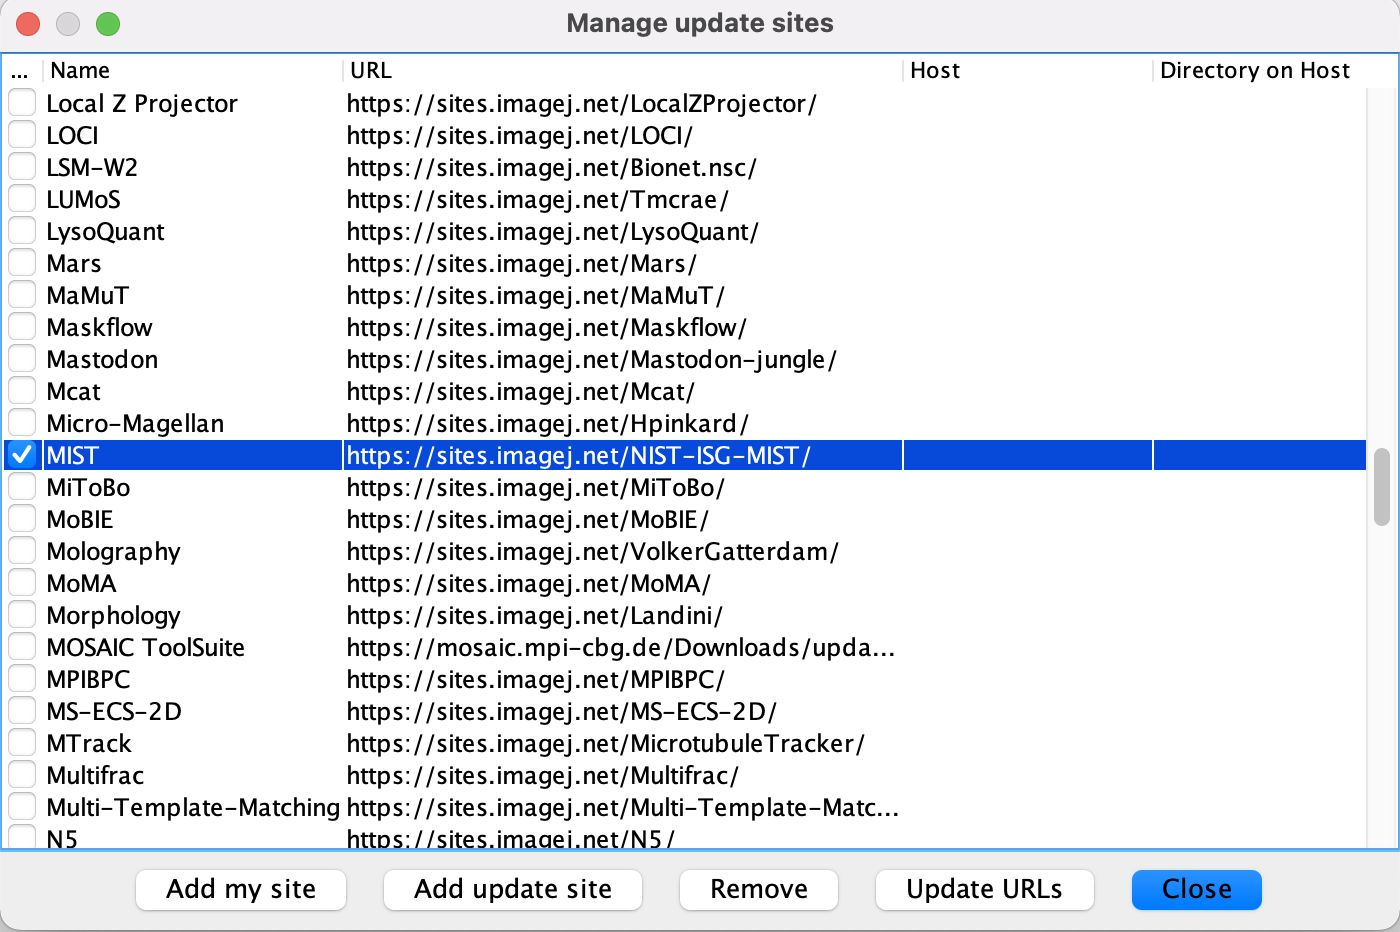 Manage update sites
... Name URL Host Directory on Host
Local Z Projector https://sites.imagej.net/LocalZProjector/
LOCI https://sites.imagej.net/LOCI/
LSM-W2 https://sites.imagej.net/Bionet.nsc/
LUMoS https://sites.imagej.net/Tmcrae/
LysoQuant https://sites.imagej.net/LysoQuant/
Mars https://sites.imagej.net/Mars/
MaMuT https://sites.imagej.net/MaMuT/
Maskflow https://sites.imagej.net/Maskflow/
Mastodon https://sites.imagej.net/Mastodon-jungle/
Mcat https://sites.imagej.net/Mcat/
Micro-Magellan https://sites.imagej.net/Hpinkard/
MIST https://sites.imagej.net/NIST-ISG-MIST/
MiToBo https://sites.imagej.net/MiToBo/
MoBIE https://sites.imagej.net/MoBIE/
Molography https://sites.imagej.net/VolkerGatterdam/
MoMA https://sites.imagej.net/MoMA/
Morphology https://sites.imagej.net/Landini/
MOSAIC ToolSuite https://mosaic.mpi-cbg.de/Downloads/upda...
MPIBPC https://sites.imagej.net/MPIBPC/
MS-ECS-2D https://sites.imagej.net/MS-ECS-2D/
MTrack https://sites.imagej.net/MicrotubuleTracker/
Multifrac https://sites.imagej.net/Multifrac/
Multi-Template-Matching https://sites.imagej.net/Multi-Template-Matc...
N5 https://sites.imagej.net/N5/
Add my site Add update site Remove Update URLs Close